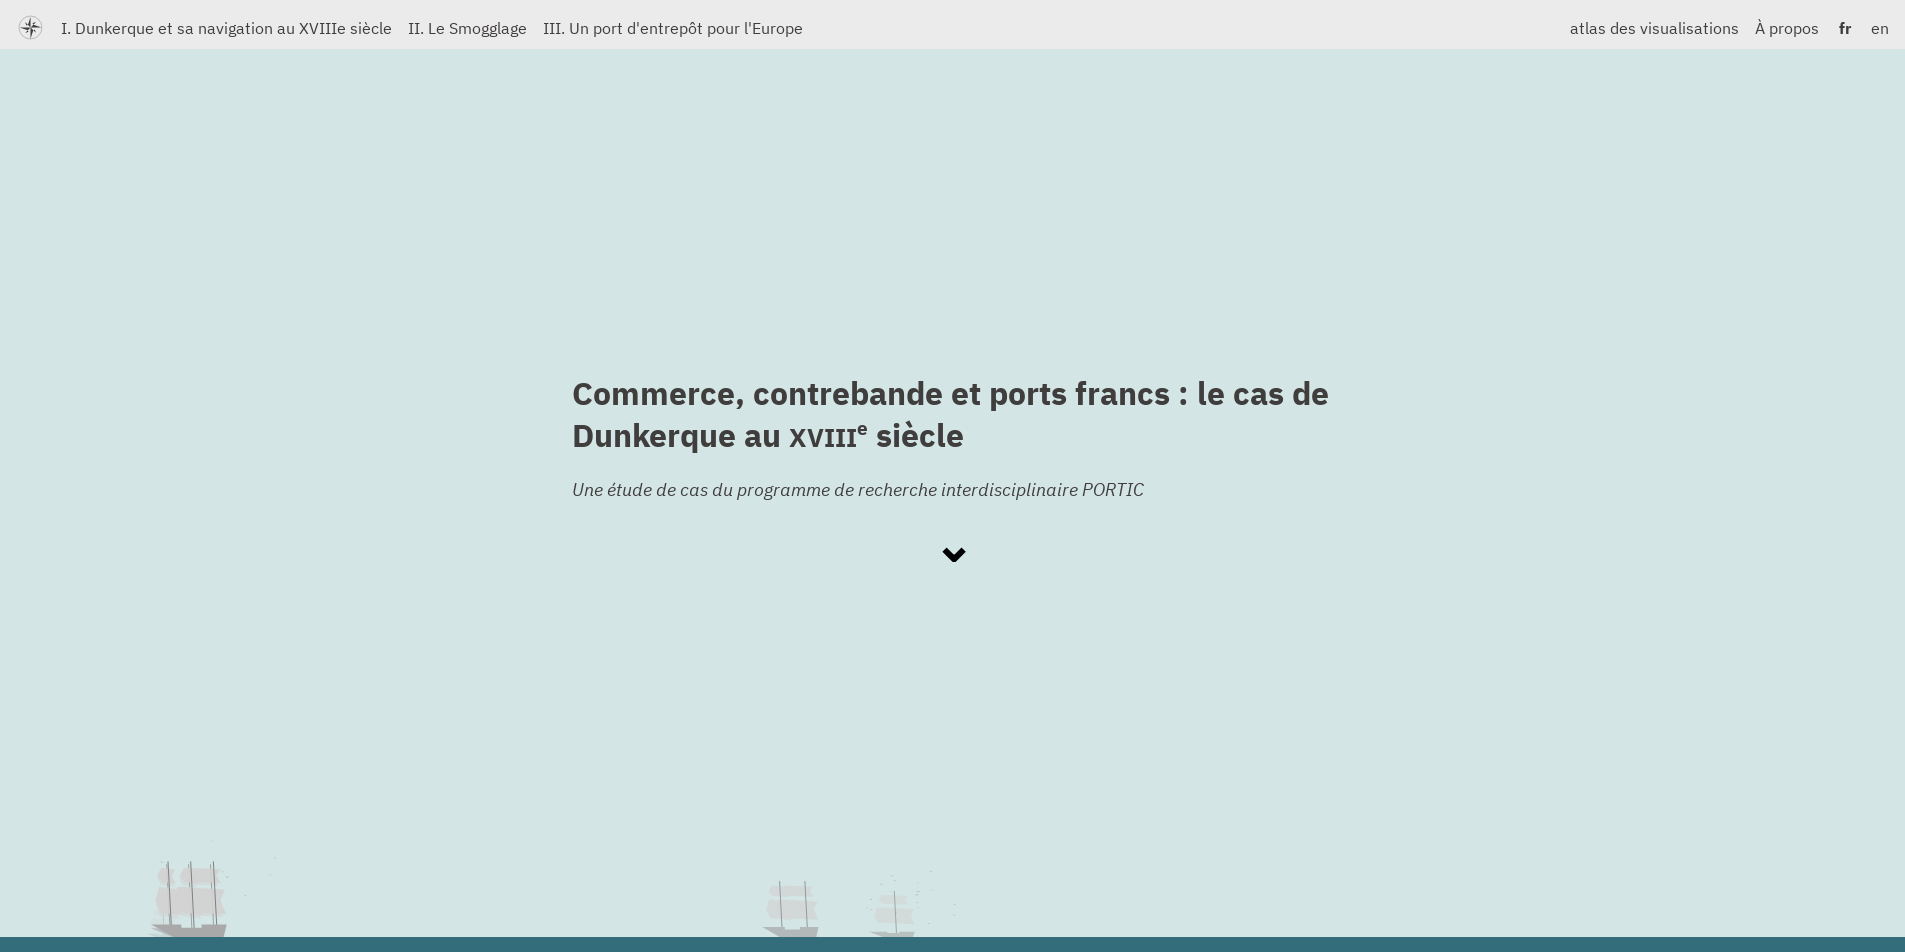 I. Dunkerque et sa navigation au XVIIIe siècle II. Le Smogglage III. Un port d'entrepôt pour l'Europe atlas des visualisations À propos fr en
Commerce, contrebande et ports francs : le cas de
Dunkerque au XVIIIe siècle
Une étude de cas du programme de recherche interdisciplinaire PORTIC